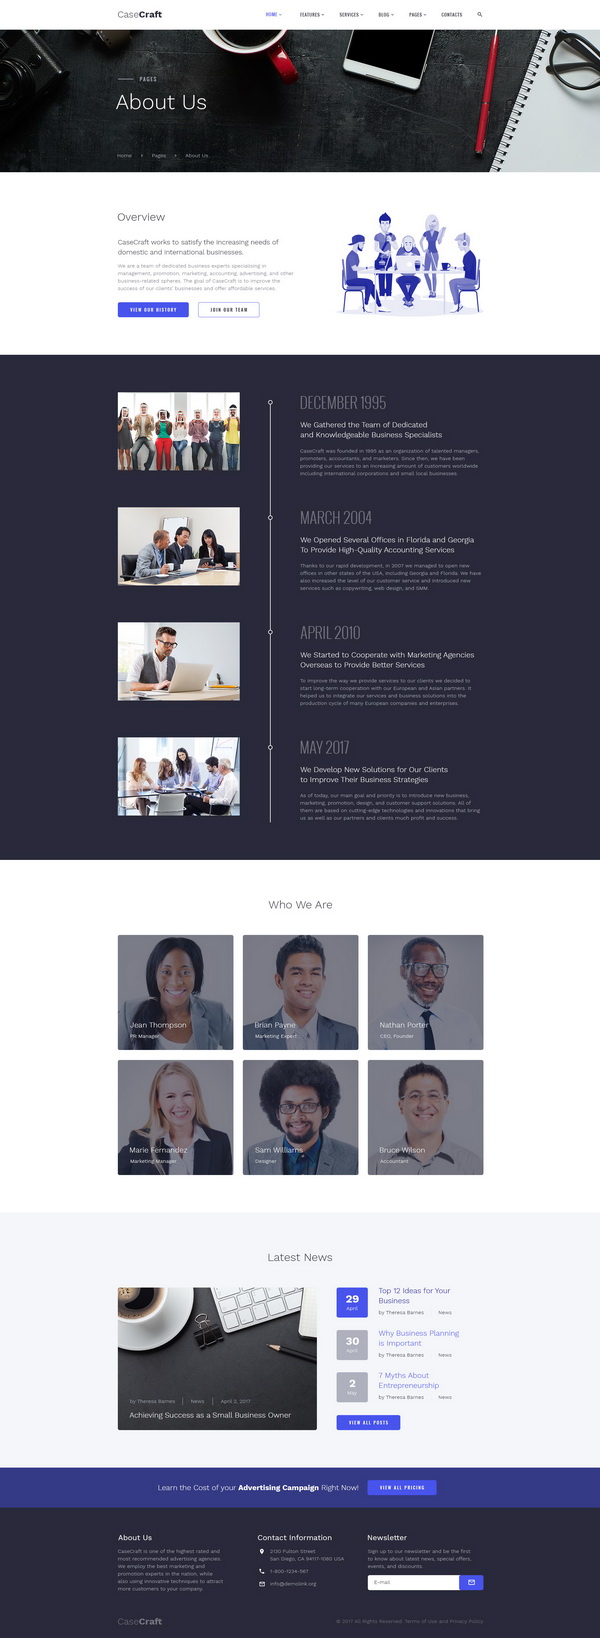 CaseCraft
HOME
FEATURES
SERVICES
BLOG
PAGES
CONTACTS
PAGES
About Us
Home
Pages
About Us
Overview
CaseCraft works to satisfy the increasing needs of
domestic and international businesses.
We are a team of dedicated business experts specialising in
management, promotion, marketing, accounting, advertising, and other
business-related spheres. The goal of CaseCraft is to improve the
success of our clients' businesses and offer affordable services.
VIEW OUR HISTORY
JOIN OUR TEAM
DECEMBER 1995
We Gathered the Team of Dedicated
and Knowledgeable Business Specialists
CaseCraft was founded in 1995 as an organization of talented managers,
promoters, accountants, and marketers. Since then, we have been
providing our services to an increasing amount of customers worldwide
including international corporations and small local businesses.
MARCH 2004
We Opened Several Offices in Florida and Georgia
To Provide High-Quality Accounting Services
Thanks to our rapid development, in 2007 we managed to open new
offices in other states of the USA, including Georgia and Florida. We have
also increased the level of our customer service and introduced new
services such as copywriting, web design, and SMM.
APRIL 2010
We Started to Cooperate with Marketing Agencies
Overseas to Provide Better Services
To improve the way we provide services to our clients we decided to
start long-term cooperation with our European and Asian partners. It
helped us to integrate our services and business solutions into the
production cycle of many European companies and enterprises.
MAY 2017
We Develop New Solutions for Our Clients
to Improve Their Business Strategies
As of today, our main goal and priority is to introduce new business,
marketing, promotion, design, and customer support solutions. All of
them are based on cutting-edge technologies and innovations that bring
us as well as our partners and clients much profit and success.
Who We Are
Jean Thompson
PR Manager
Brian Payne
Marketing Expert
Nathan Porter
CEO, Founder
Marie Fernandez
Marketing Manager
Sam Williams
Designer
Bruce Wilson
Accountant
Latest News
by Theresa Barnes
News
April 3, 2017
Achieving Success as a Small Business Owner
29
April
Top 12 Ideas for Your
Business
by Theresa Barnes
News
30
April
Why Business Planning
is Important
by Theresa Barnes
News
2
May
7 Myths About
Entrepreneurship
by Theresa Barnes
News
VIEW ALL POSTS
Learn the Cost of your Advertising Campaign Right Now!
VIEW ALL PRICING
About Us
CaseCraft is one of the highest rated and
most recommended advertising agencies.
We employ the best marketing and
promotion experts in the nation, while
also using innovative techniques to attract
more customers to your company.
Contact Information
2130 Fulton Street
San Diego, CA 94117-1080 USA
1-800-1234-567
info@demolink.org
Newsletter
Sign up to our newsletter and be the first
to know about latest news, special offers,
events, and discounts.
E-mail
CaseCraft
© 2017 All Rights Reserved. Terms of Use and Privacy Policy